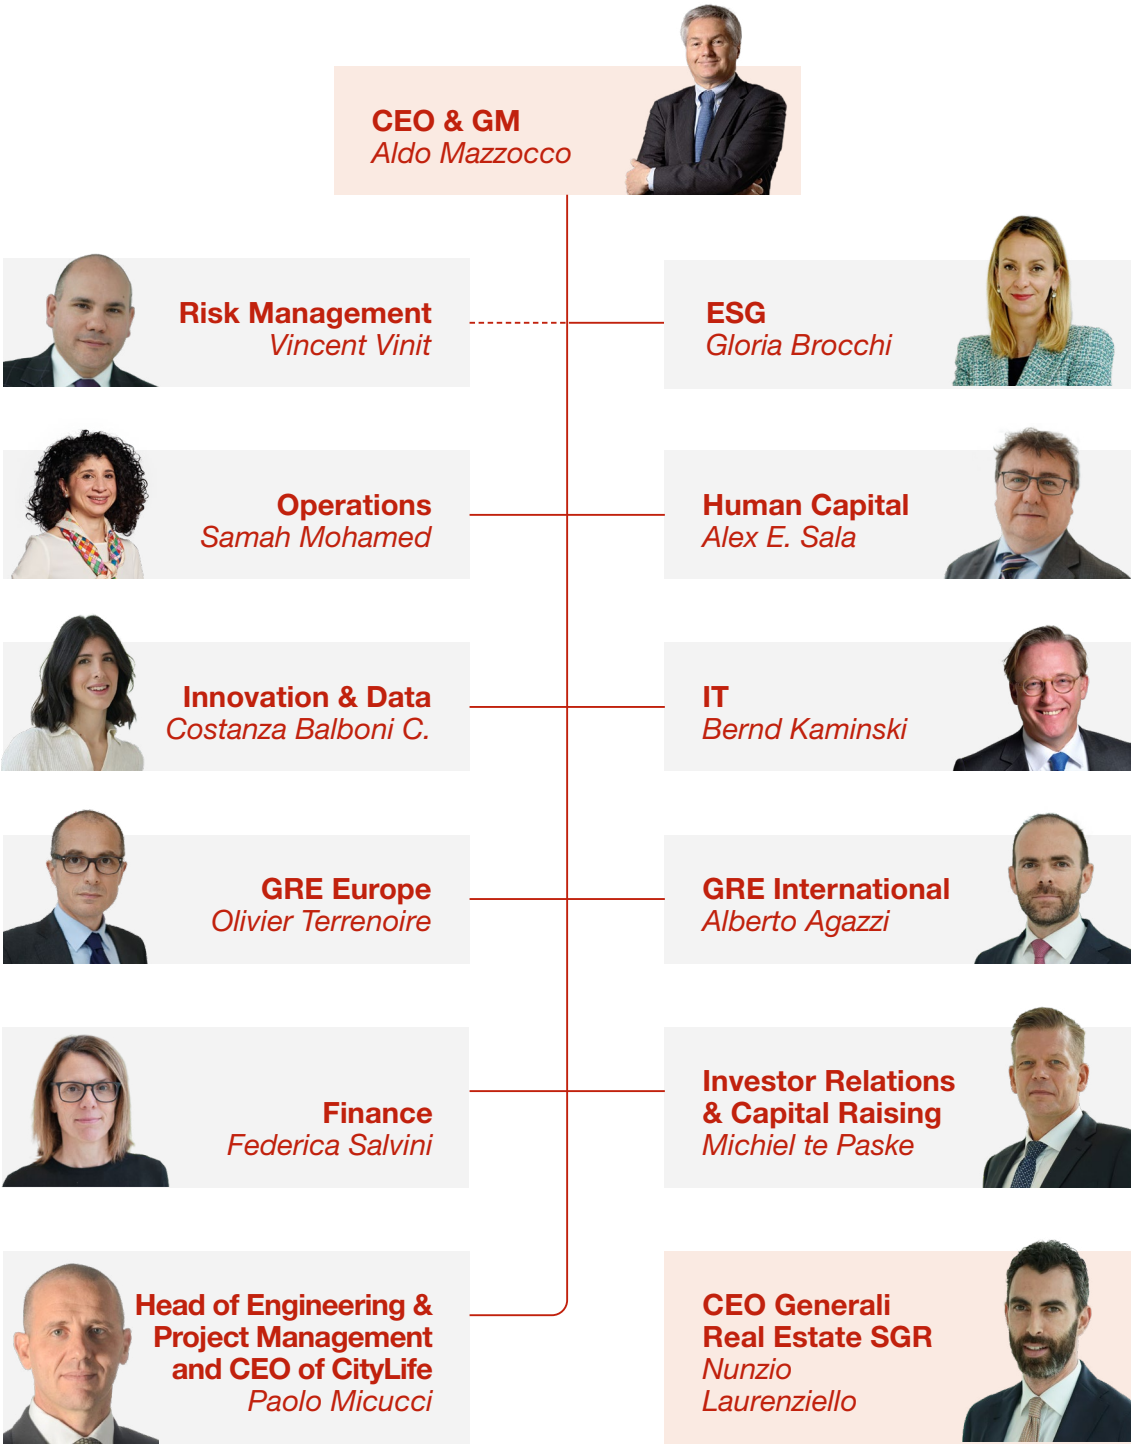 CEO & GM
Aldo Mazzocco
Risk Management
Vincent Vinit
ESG
Gloria Brocchi
Operations
Samah Mohamed
Human Capital
Alex E. Sala
Innovation & Data
Costanza Balboni C.
IT
Bernd Kaminski
GRE Europe
Olivier Terrenoire
GRE International
Alberto Agazzi
Finance
Federica Salvini
Investor Relations
& Capital Raising
Michiel te Paske
Head of Engineering &
Project Management
and CEO of CityLife
Paolo Micucci
CEO Generali
Real Estate SGR
Nunzio
Laurenziello